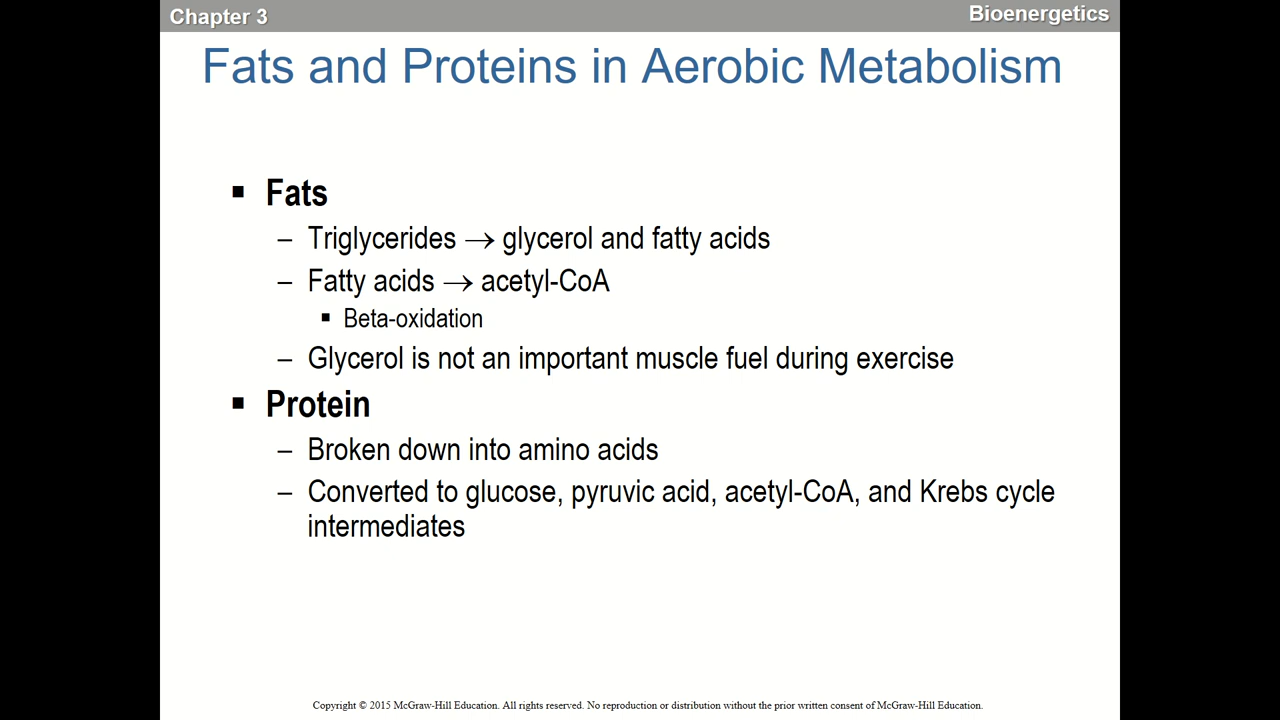 Chapter 3
Bioenergetics
Fats and Proteins in Aerobic Metabolism
▪ Fats
– Triglycerides → glycerol and fatty acids
– Fatty acids → acetyl-CoA
▪ Beta-oxidation
– Glycerol is not an important muscle fuel during exercise
▪ Protein
– Broken down into amino acids
– Converted to glucose, pyruvic acid, acetyl-CoA, and Krebs cycle
intermediates
Copyright © 2015 McGraw-Hill Education. All rights reserved. No reproduction or distribution without the prior written consent of McGraw-Hill Education.